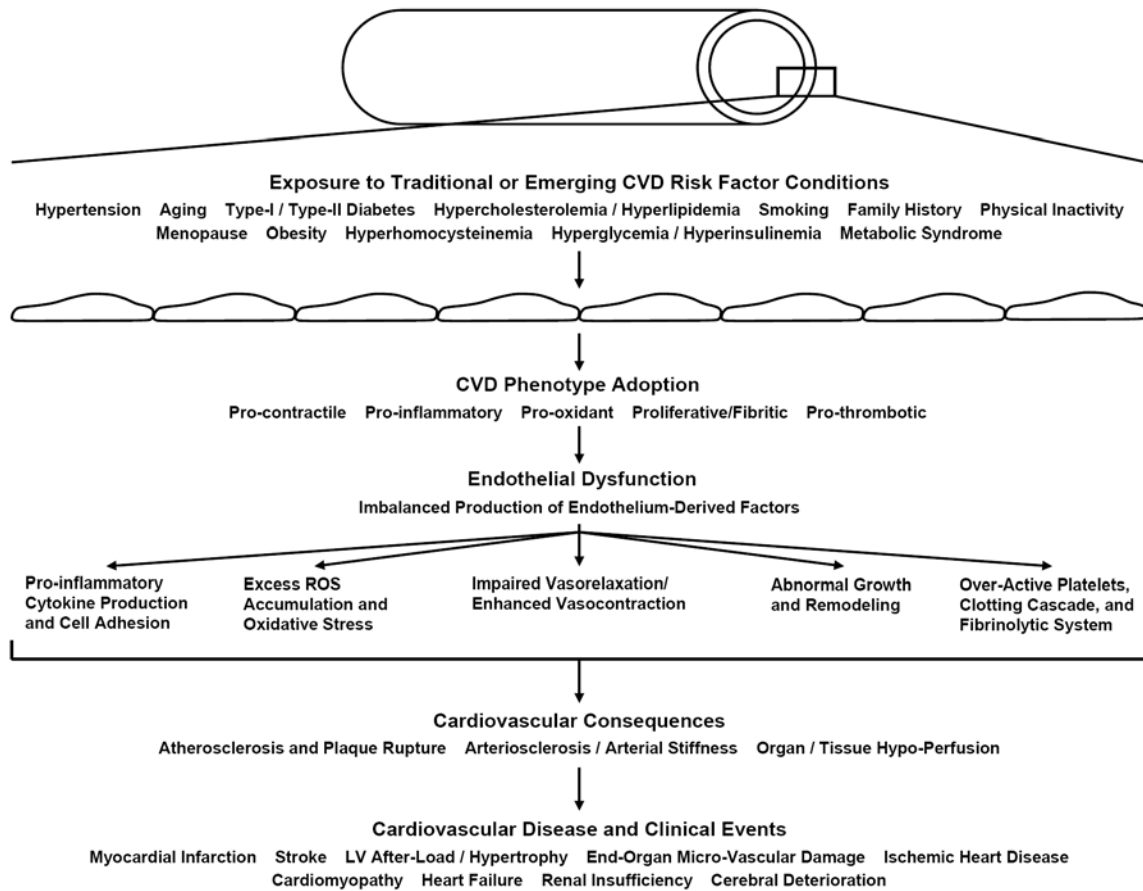 Exposure to Traditional or Emerging CVD Risk Factor Conditions
Hypertension Aging Type-I / Type-II Diabetes Hypercholesterolemia / Hyperlipidemia Smoking Family History Physical Inactivity
Menopause Obesity Hyperhomocysteinemia Hyperglycemia / Hyperinsulinemia Metabolic Syndrome
CVD Phenotype Adoption
Pro-contractile Pro-inflammatory Pro-oxidant Proliferative/Fibritic Pro-thrombotic
Endothelial Dysfunction
Imbalanced Production of Endothelium-Derived Factors
Pro-inflammatory
Cytokine Production
and Cell Adhesion
Excess ROS
Accumulation and
Oxidative Stress
Impaired Vasorelaxation/
Enhanced Vasocontraction
Abnormal Growth
and Remodeling
Over-Active Platelets,
Clotting Cascade, and
Fibrinolytic System
Cardiovascular Consequences
Atherosclerosis and Plaque Rupture Arteriosclerosis / Arterial Stiffness Organ / Tissue Hypo-Perfusion
Cardiovascular Disease and Clinical Events
Myocardial Infarction Stroke LV After-Load / Hypertrophy End-Organ Micro-Vascular Damage Ischemic Heart Disease
Cardiomyopathy Heart Failure Renal Insufficiency Cerebral Deterioration